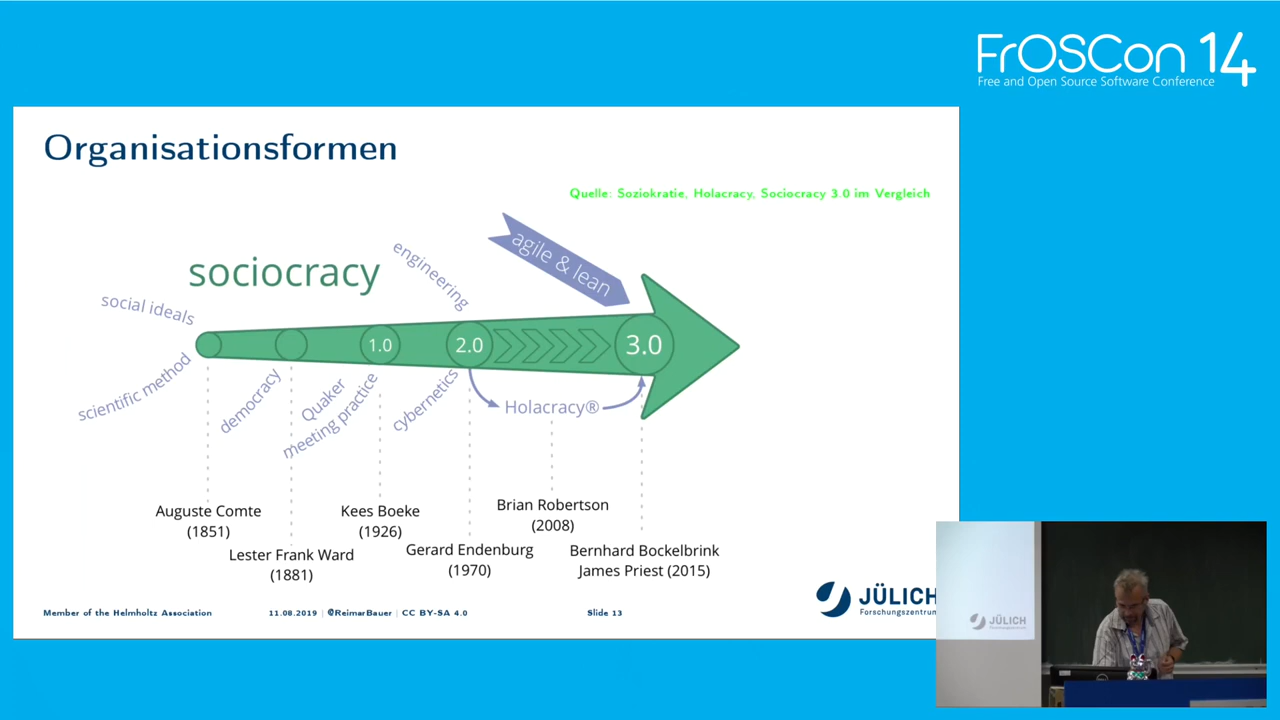 FrOSCon 14
Free and Open Source Software Conference
Organisationsformen
Quelle: Soziokratie, Holacracy, Sociocracy 3.0 im Vergleich
sociocracy
social ideals
scientific method
democracy
Quaker
meeting practice
engineering
cybernetics
agile & lean
1.0
2.0
3.0
Holacracy®
Auguste Comte
(1851)
Lester Frank Ward
(1881)
Kees Boeke
(1926)
Gerard Endenburg
(1970)
Brian Robertson
(2008)
Bernhard Bockelbrink
James Priest (2015)
Member of the Helmholtz Association
11.08.2019 | @ReimarBauer | CC BY-SA 4.0
Slide 13
JÜLICH
Forschungszentrum
JÜLICH
Forschungszentrum